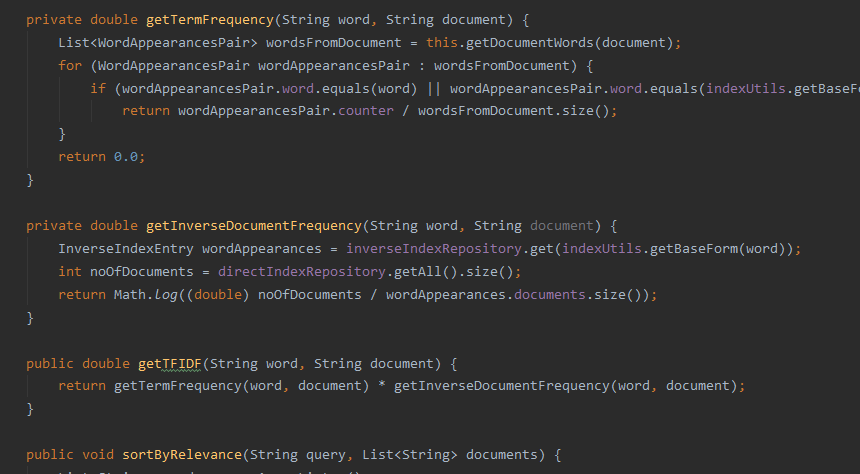 private double getTermFrequency(String word, String document) {
List<WordAppearancesPair> wordsFromDocument = this.getDocumentWords(document);
for (WordAppearancesPair wordAppearancesPair : wordsFromDocument) {
if (wordAppearancesPair.word.equals(word) || wordAppearancesPair.word.equals(indexUtils.getBaseF
return wordAppearancesPair.counter / wordsFromDocument.size();
}
return 0.0;
}
private double getInverseDocumentFrequency(String word, String document) {
InverseIndexEntry wordAppearances = inverseIndexRepository.get(indexUtils.getBaseForm(word));
int noOfDocuments = directIndexRepository.getAll().size();
return Math.log((double) noOfDocuments / wordAppearances.documents.size());
}
public double getTFIDF(String word, String document) {
return getTermFrequency(word, document) * getInverseDocumentFrequency(word, document);
}
public void sortByRelevance(String query, List<String> documents) {